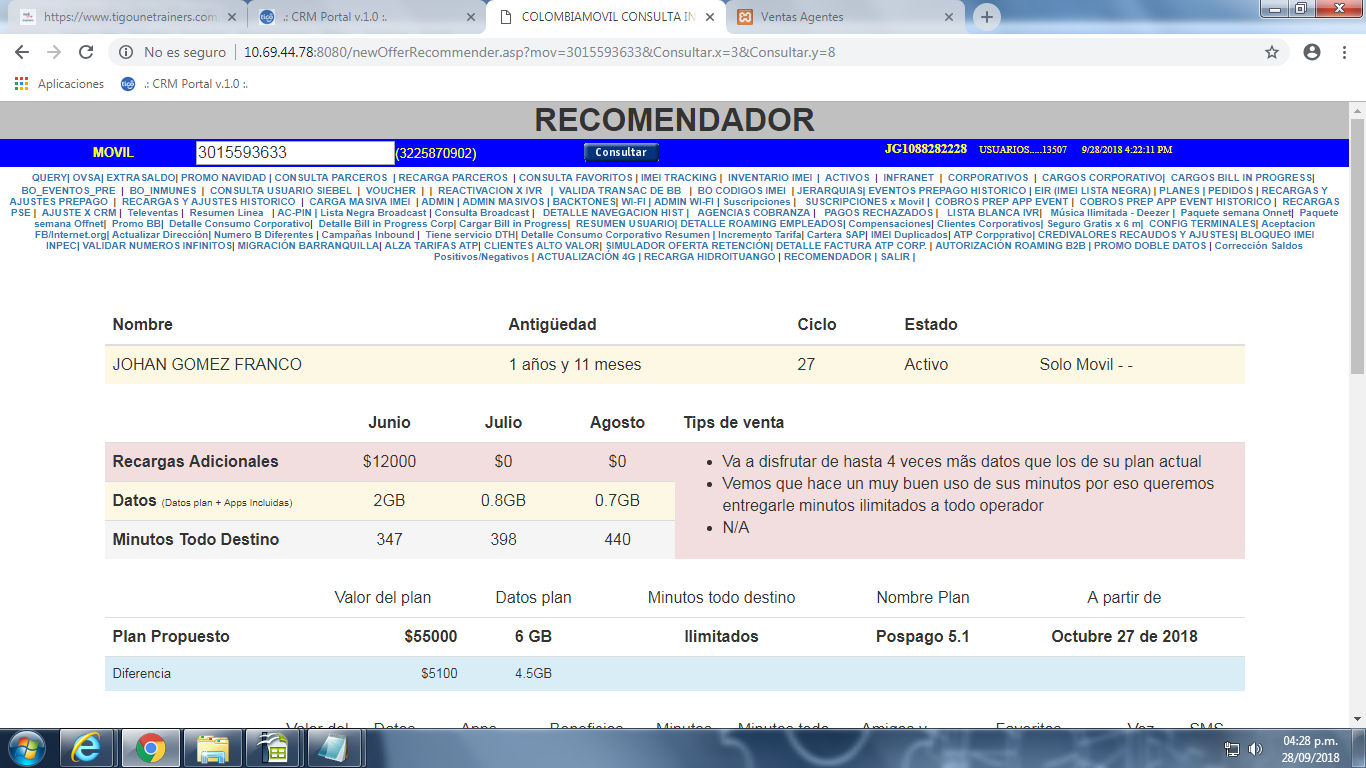 https://www.tigounetrainers.com
.: CRM Portal v.1.0 :.
COLOMBIAMOVIL CONSULTA IN
Ventas Agentes
No es seguro 10.69.44.78:8080/newOfferRecommender.asp?mov=3015593633&Consultar.x=3&Consultar.y=8
Aplicaciones .: CRM Portal v.1.0 :.
RECOMENDADOR
MOVIL 3015593633 (3225870902) Consultar JG1088282228 USUARIOS.....13507 9/28/2018 4:22:11 PM
QUERY| OVSA| EXTRASALDO| PROMO NAVIDAD | CONSULTA PARCEROS | RECARGA PARCEROS | CONSULTA FAVORITOS | IMEI TRACKING | INVENTARIO IMEI | ACTIVOS | INFRANET | CORPORATIVOS | CARGOS CORPORATIVO| CARGOS BILL IN PROGRESS|
BO_EVENTOS_PRE | BO_INMUNES | CONSULTA USUARIO SIEBEL | VOUCHER | | REACTIVACION X IVR | VALIDA TRANSAC DE BB | BO CODIGOS IMEI | JERARQUIAS| EVENTOS PREPAGO HISTORICO | EIR (IMEI LISTA NEGRA) | PLANES | PEDIDOS | RECARGAS Y
AJUSTES PREPAGO | RECARGAS Y AJUSTES HISTORICO | CARGA MASIVA IMEI | ADMIN | ADMIN MASIVOS | BACKTONES| WI-FI | ADMIN WI-FI | Suscripciones | SUSCRIPCIONES x Movil | COBROS PREP APP EVENT | COBROS PREP APP EVENT HISTORICO | RECARGAS
PSE | AJUSTE X CRM | Televentas | Resumen Linea | AC-PIN | Lista Negra Broadcast | Consulta Broadcast | DETALLE NAVEGACION HIST | AGENCIAS COBRANZA | PAGOS RECHAZADOS | LISTA BLANCA IVR| Música Ilimitada - Deezer | Paquete semana Onnet| Paquete
semana Offnet| Promo BB| Detalle Consumo Corporativo| Detalle Bill in Progress Corp| Cargar Bill in Progress| RESUMEN USUARIO| DETALLE ROAMING EMPLEADOS| Compensaciones| Clientes Corporativos| Seguro Gratis x 6 m| CONFIG TERMINALES| Aceptacion
FB/Internet.org| Actualizar Dirección| Numero B Diferentes | Campañas Inbound | Tiene servicio DTH| Detalle Consumo Corporativo Resumen | Incremento Tarifa| Cartera SAP| IMEI Duplicados| ATP Corporativo| CREDIVALORES RECAUDOS Y AJUSTES| BLOQUEO IMEI
INPEC| VALIDAR NUMEROS INFINITOS| MIGRACIÓN BARRANQUILLA| ALZA TARIFAS ATP| CLIENTES ALTO VALOR| SIMULADOR OFERTA RETENCIÓN| DETALLE FACTURA ATP CORP. | AUTORIZACIÓN ROAMING B2B | PROMO DOBLE DATOS | Corrección Saldos
Positivos/Negativos | ACTUALIZACIÓN 4G | RECARGA HIDROITUANGO | RECOMENDADOR | SALIR |
Nombre Antigüedad Ciclo Estado
JOHAN GOMEZ FRANCO 1 años y 11 meses 27 Activo Solo Movil - -
Junio Julio Agosto Tips de venta
Recargas Adicionales $12000 $0 $0
Datos (Datos plan + Apps Incluidas) 2GB 0.8GB 0.7GB
Minutos Todo Destino 347 398 440
• Va a disfrutar de hasta 4 veces mãs datos que los de su plan actual
• Vemos que hace un muy buen uso de sus minutos por eso queremos
entregarle minutos ilimitados a todo operador
• N/A
Valor del plan Datos plan Minutos todo destino Nombre Plan A partir de
Plan Propuesto $55000 6 GB Ilimitados Pospago 5.1 Octubre 27 de 2018
Diferencia $5100 4.5GB
Valor del Datos Apps Beneficios Minutos Minutos todo Amigos y Favoritos Voz SMS
04:28 p.m.
28/09/2018